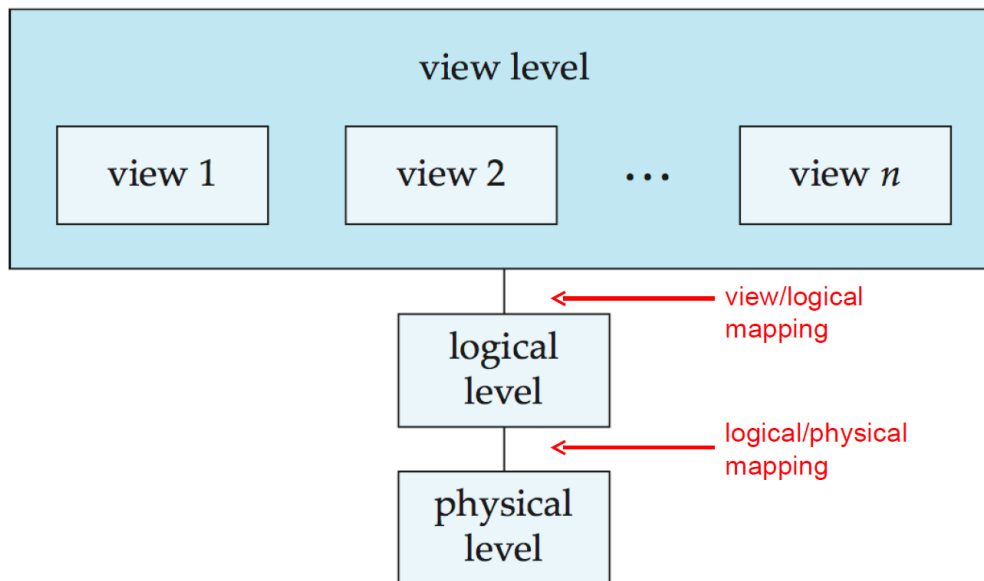 view level
view 1
view 2
...
view n
view/logical
mapping
logical
level
logical/physical
mapping
physical
level